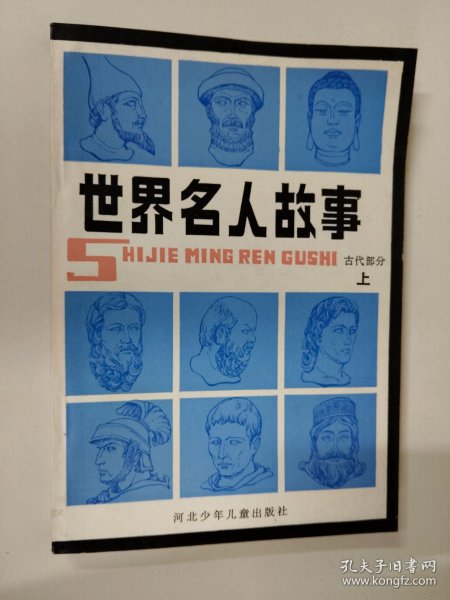 世界名人故事
SHIJIE MING REN GUSHI
古代部分
上
河北少年儿童出版社
孔夫子旧书网
www.kongfz.com